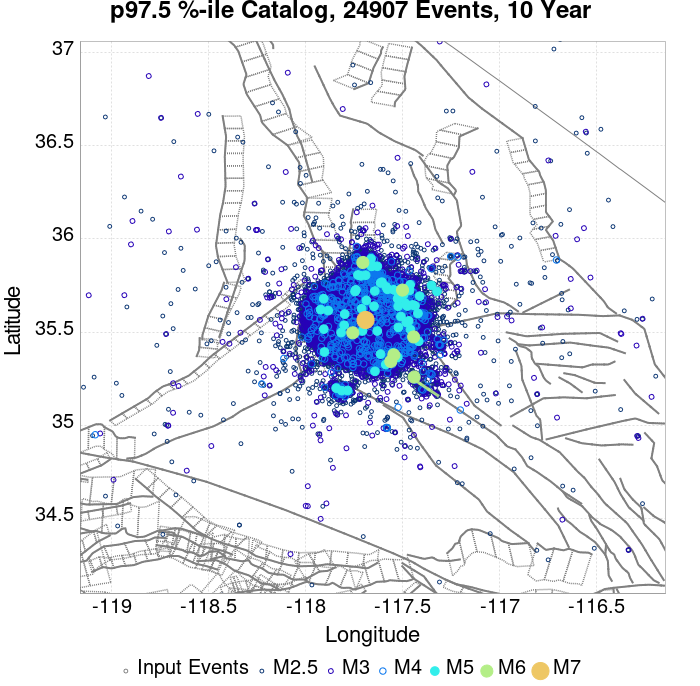 p97.5 %-ile Catalog, 24907 Events, 10 Year
37
36.5
36
35.5
35
34.5
Latitude
-119 -118.5 -118 -117.5 -117 -116.5
Longitude
Input Events M2.5 M3 M4 M5 M6 M7